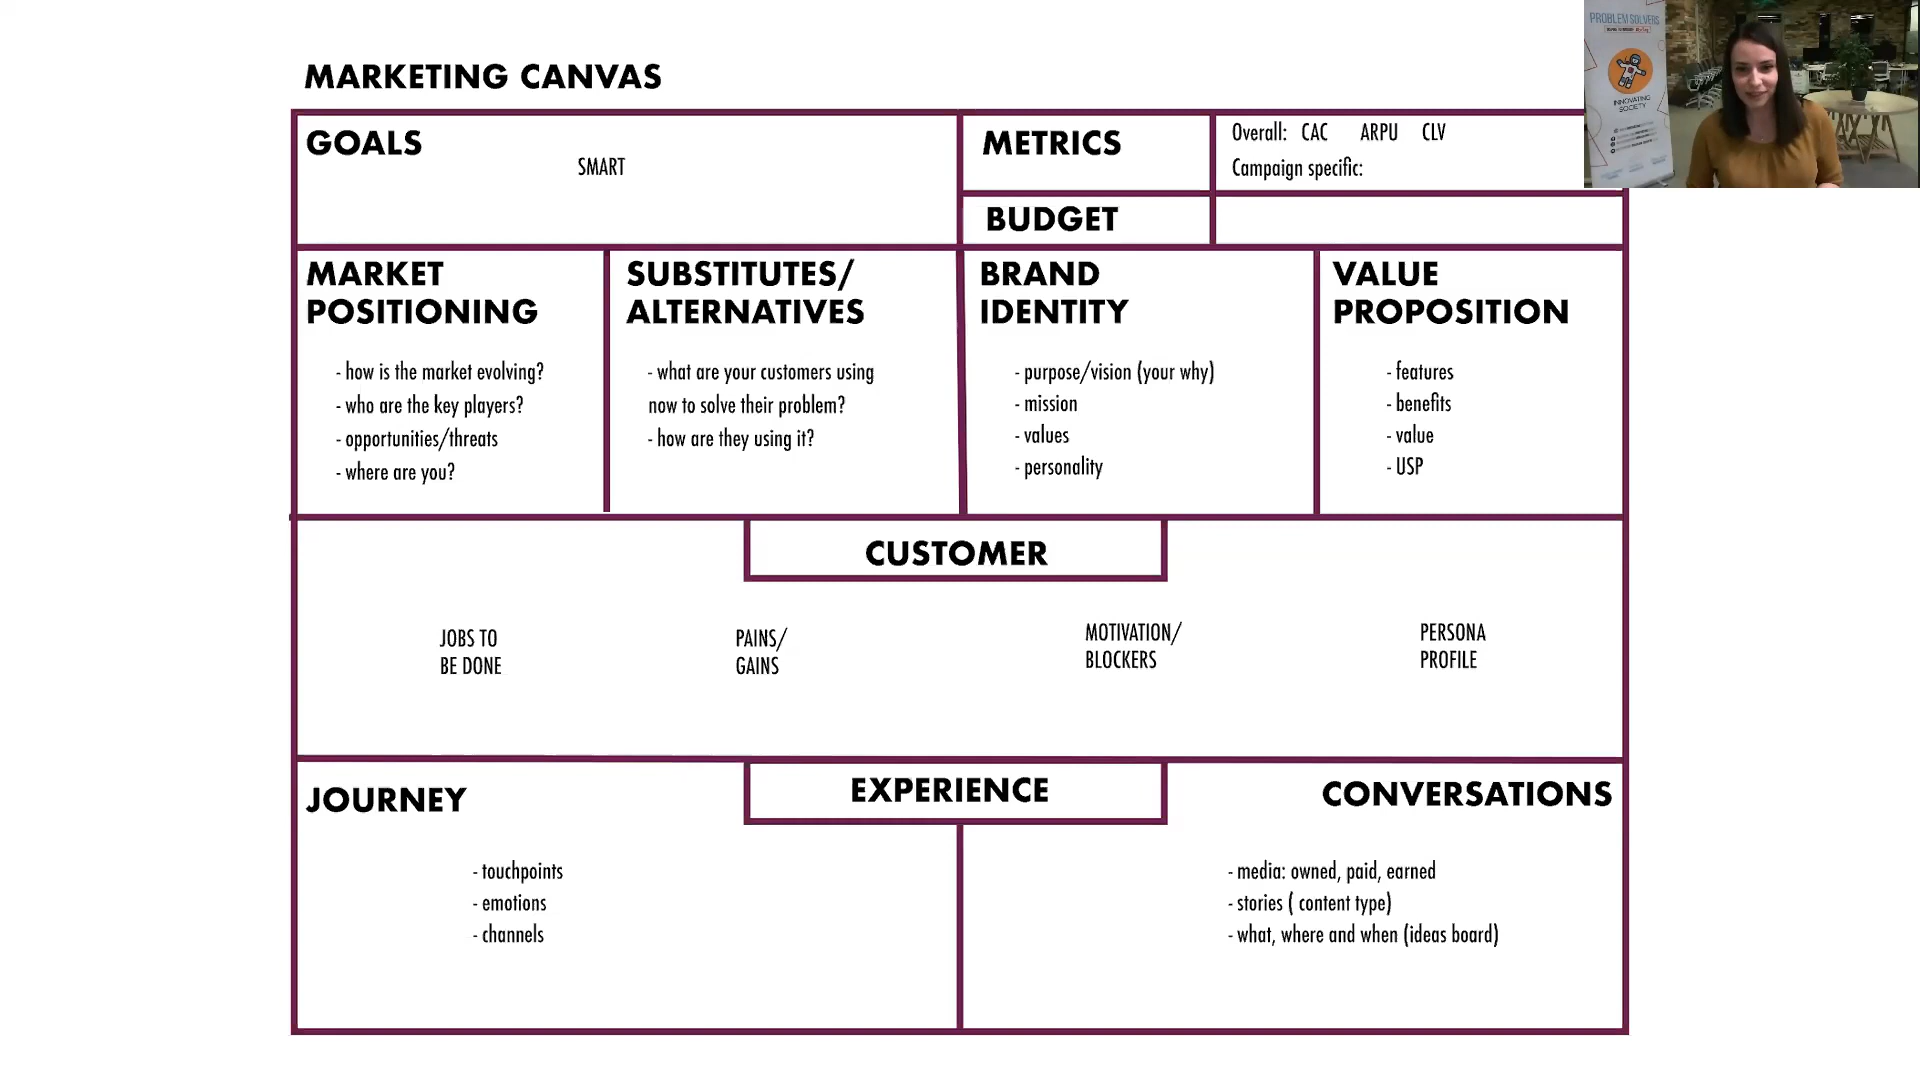 MARKETING CANVAS
PROBLEM SOLVERS
INNOVATING
SOCIETY
GOALS
SMART
METRICS
Overall: CAC ARPU CLV
Campaign specific:
BUDGET
MARKET
POSITIONING
- how is the market evolving?
- who are the key players?
- opportunities/threats
- where are you?
SUBSTITUTES/
ALTERNATIVES
- what are your customers using
now to solve their problem?
- how are they using it?
BRAND
IDENTITY
- purpose/vision (your why)
- mission
- values
- personality
VALUE
PROPOSITION
- features
- benefits
- value
- USP
CUSTOMER
JOBS TO
BE DONE
PAINS/
GAINS
MOTIVATION/
BLOCKERS
PERSONA
PROFILE
EXPERIENCE
JOURNEY
- touchpoints
- emotions
- channels
CONVERSATIONS
- media: owned, paid, earned
- stories ( content type)
- what, where and when (ideas board)